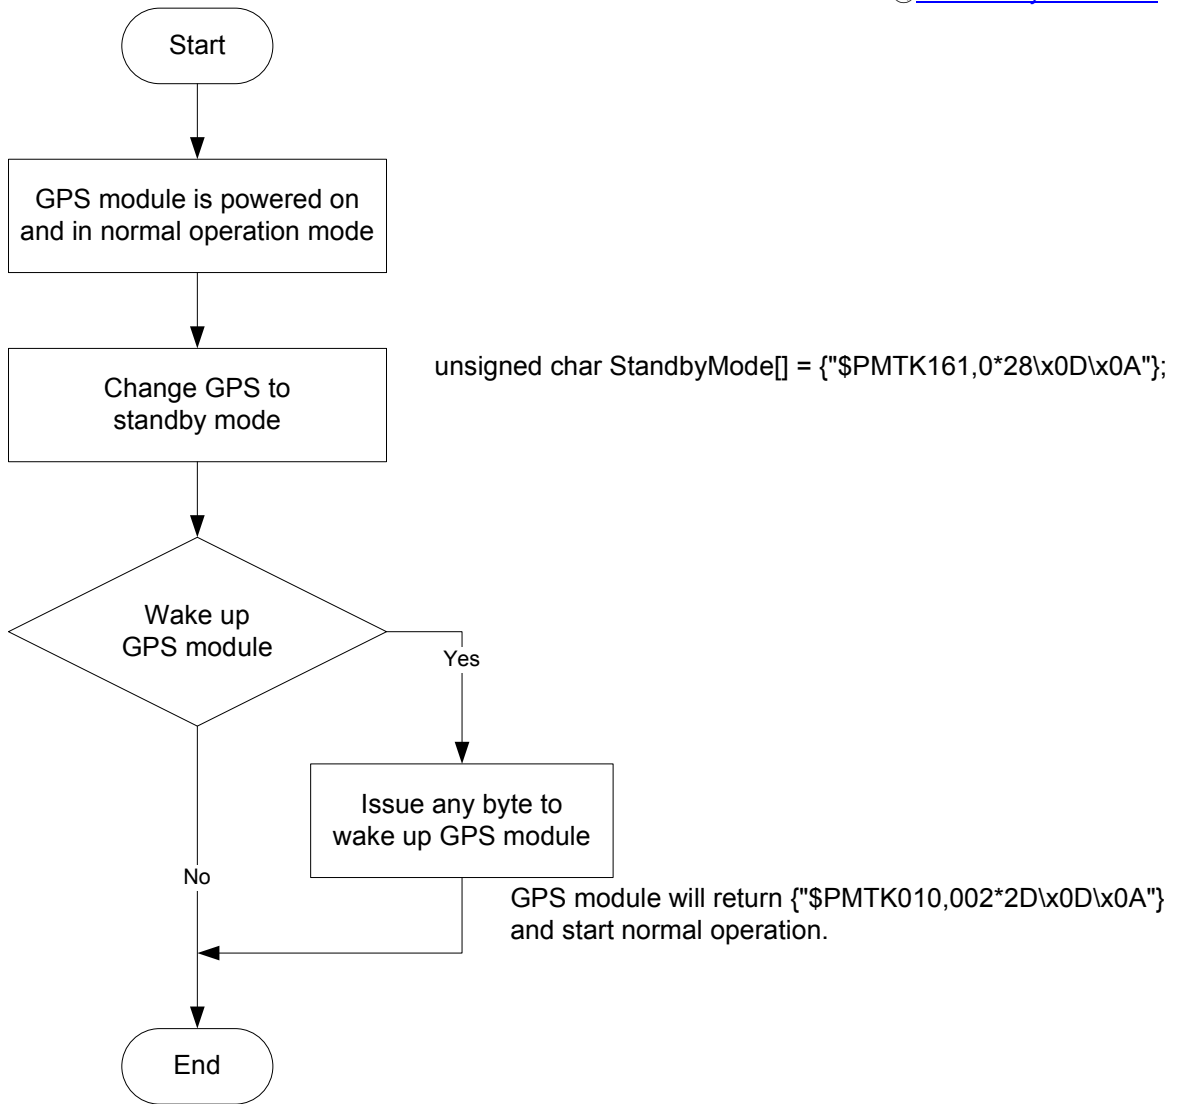 Start
GPS module is powered on
and in normal operation mode
Change GPS to
standby mode
unsigned char StandbyMode[] = {"$PMTK161,0*28\x0D\x0A"};
Wake up
GPS module
Yes
Issue any byte to
wake up GPS module
No
GPS module will return {"$PMTK010,002*2D\x0D\x0A"}
and start normal operation.
End